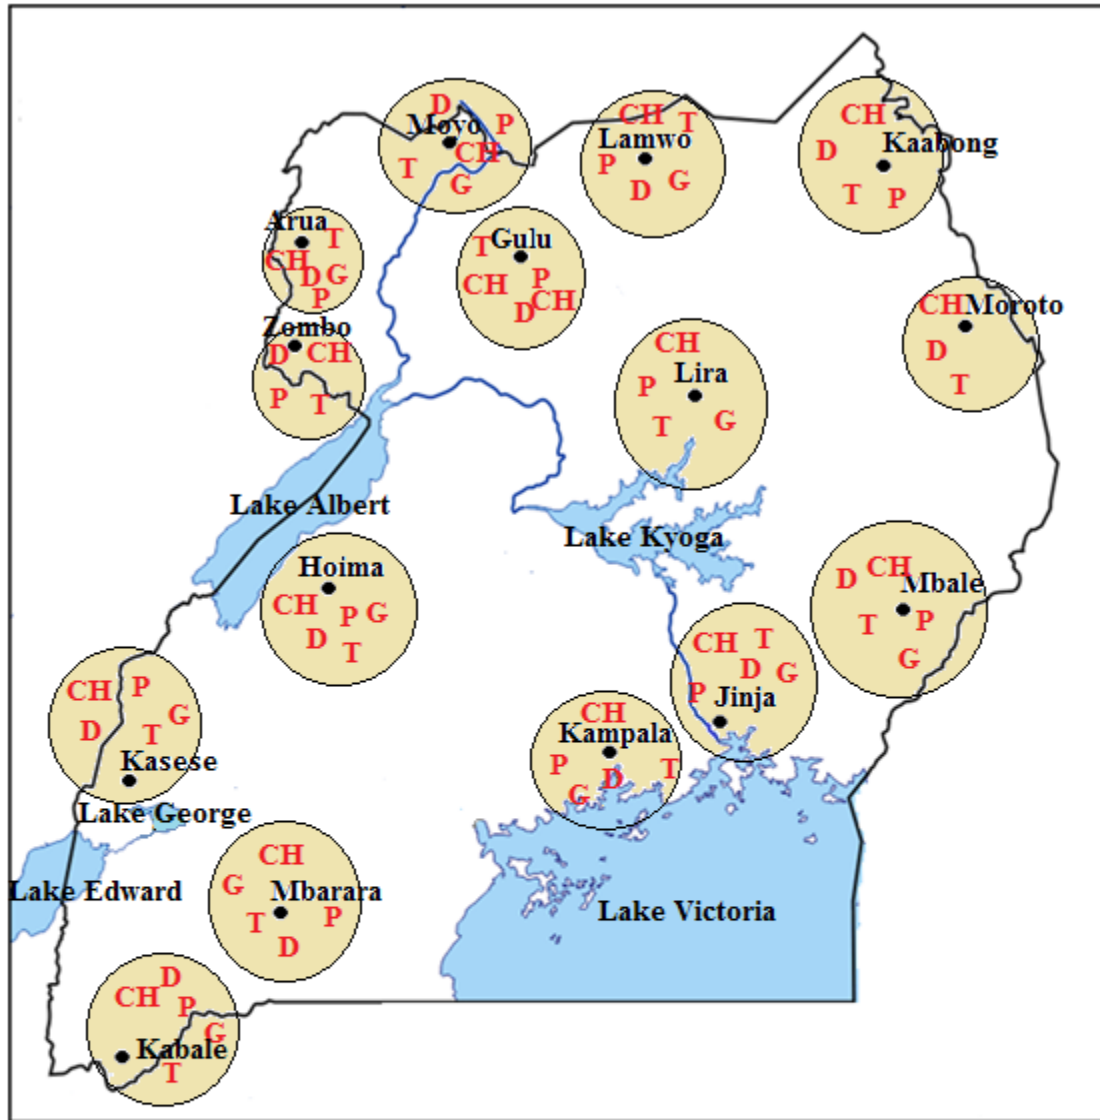 D
Moyo
P
CH
T
G
CH
T
Lamwo
P
D
G
CH
Kaabong
D
T
P
Arua
T
CH
D
G
P
T
Gulu
CH
P
CH
D
Zombo
D
CH
P
T
CH
Moroto
D
T
CH
Lira
P
T
G
Lake Albert
Lake Kyoga
Hoima
CH
P
G
D
T
D
CH
Mbale
T
P
G
CH
T
D
G
P
Jinja
CH
P
G
D
T
Kasese
Lake George
CH
Kampala
P
D
T
G
Lake Edward
CH
G
Mbarara
T
P
D
Lake Victoria
D
CH
P
G
Kabale
T